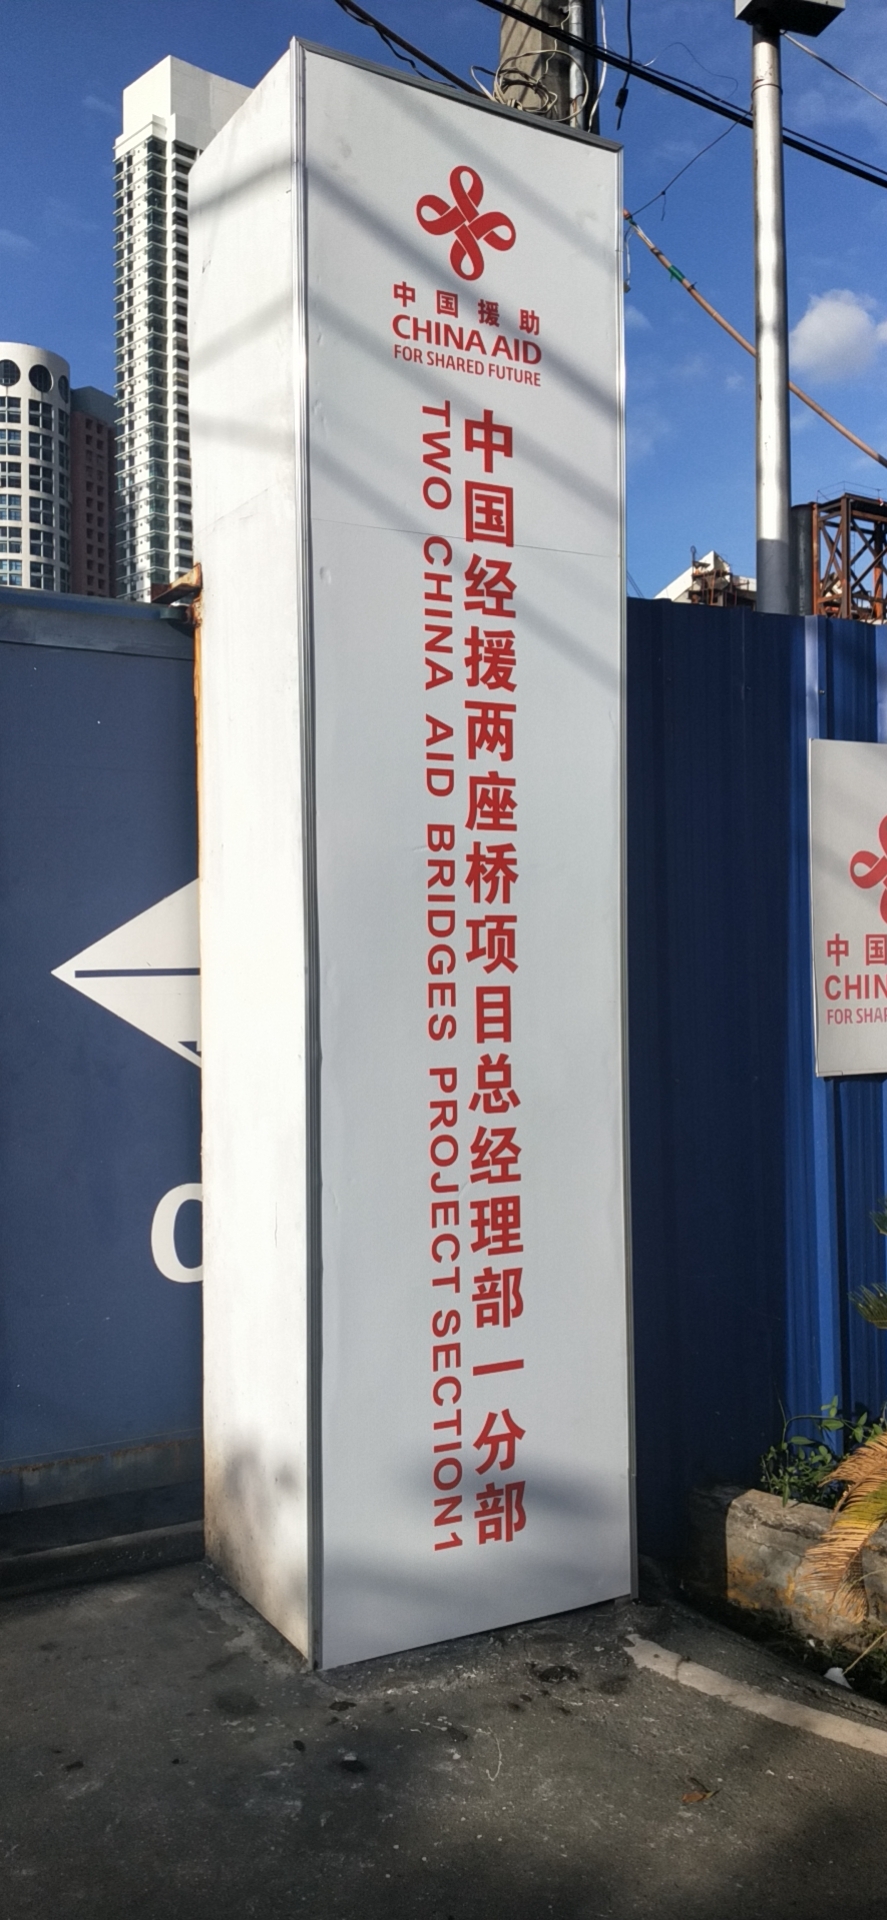 中国援助
CHINA AID
FOR SHARED FUTURE
中国经援两座桥项目总经理部一分部
TWO CHINA AID BRIDGES PROJECT SECTION1
中国
CHIN
FOR SHAR